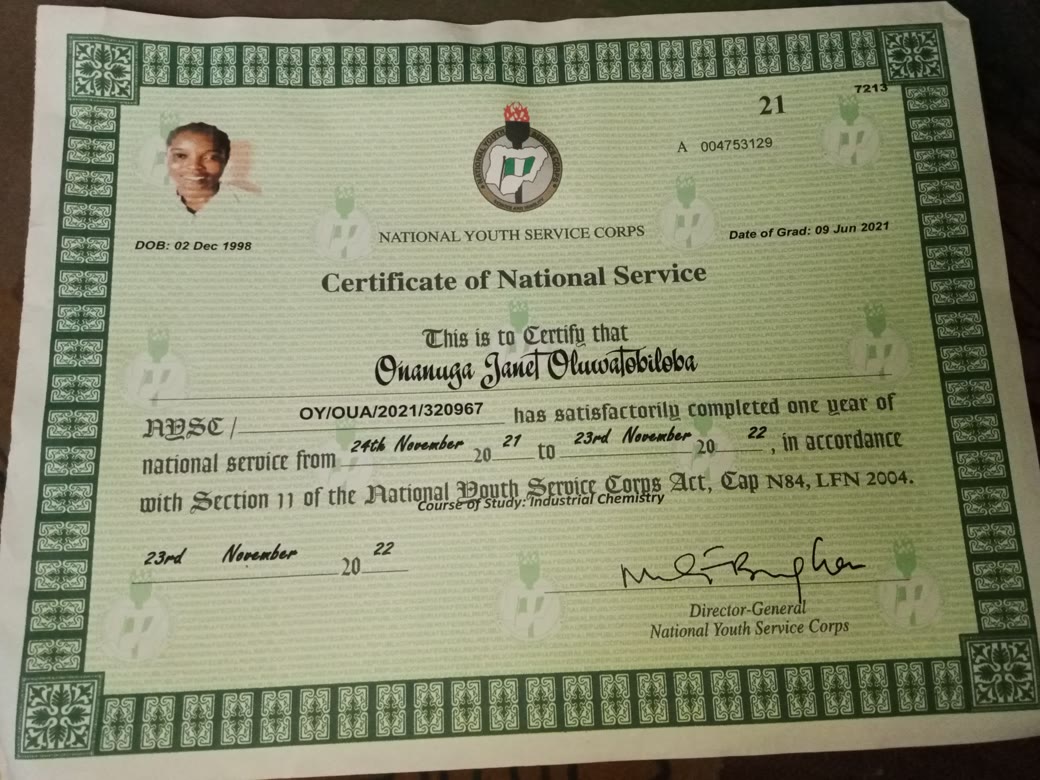 21
7213
A 004753129
DOB: 02 Dec 1998
NATIONAL YOUTH SERVICE CORPS
Date of Grad: 09 Jun 2021
Certificate of National Service
This is to Certify that
Onanuga Janet Oluwatobiloba
NYSC/ OY/OUA/2021/320967 has satisfactorily completed one year of
national service from 24th November 20 21 to 23rd November 20 22, in accordance
with Section 11 of the National Youth Service Corps Act, Cap N84, LFN 2004.
Course of Study: Industrial Chemistry
23rd November 20 22
Director-General
National Youth Service Corps